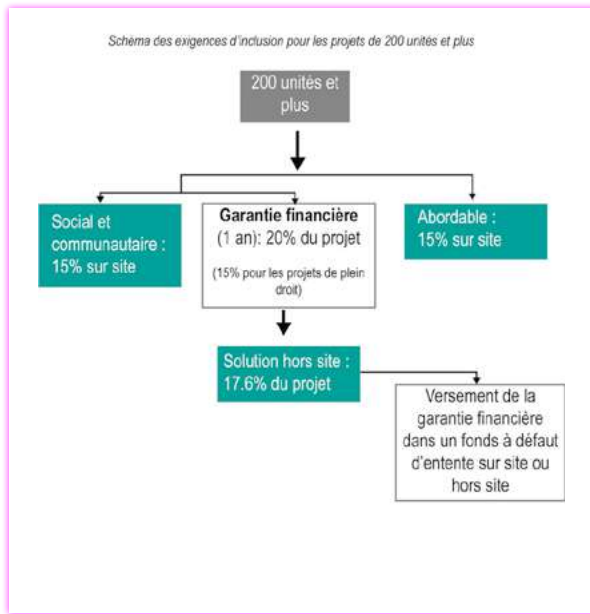 Schéma des exigences d'inclusion pour les projets de 200 unités et plus
200 unités et
plus
Social et
communautaire :
15% sur site
Garantie financière
(1 an): 20% du projet
(15% pour les projets de plein
droit)
Abordable :
15% sur site
Solution hors site :
17.6% du projet
Versement de la
garantie financière
dans un fonds à défaut
d'entente sur site ou
hors site